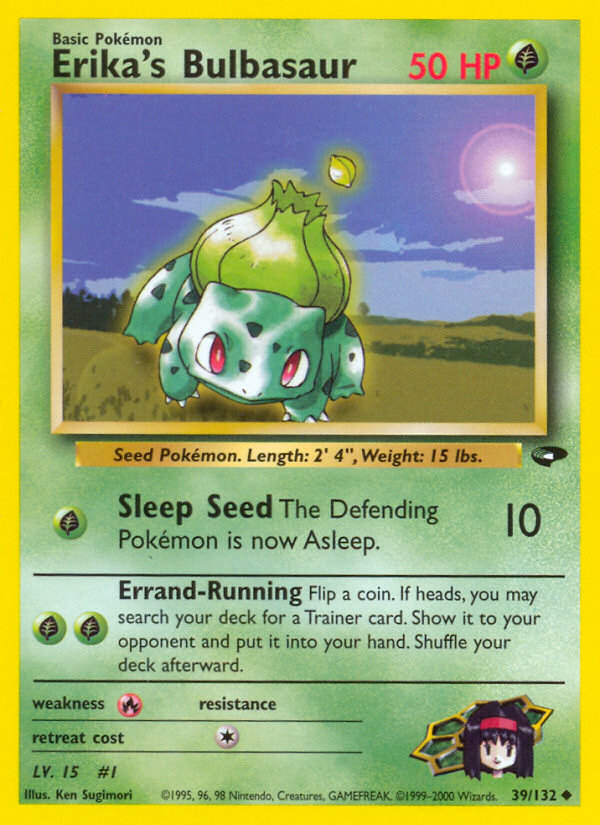 Basic Pokémon
Erika's Bulbasaur 50 HP
Seed Pokémon. Length: 2' 4", Weight: 15 lbs.
Sleep Seed The Defending 10
Pokémon is now Asleep.
Errand-Running Flip a coin. If heads, you may
search your deck for a Trainer card. Show it to your
opponent and put it into your hand. Shuffle your
deck afterward.
weakness resistance
retreat cost
LV. 15 #1
Illus. Ken Sugimori ©1995, 96, 98 Nintendo, Creatures, GAMEFREAK. ©1999-2000 Wizards. 39/132